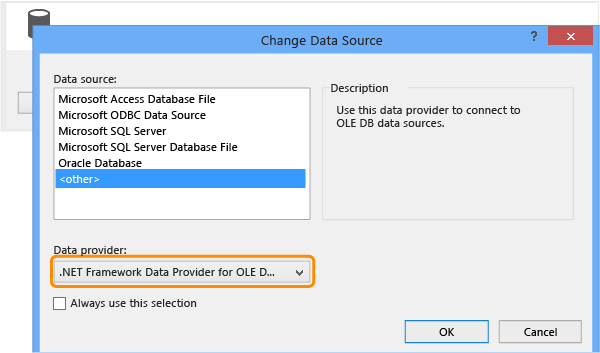 Change Data Source
?
Data source:
Microsoft Access Database File
Microsoft ODBC Data Source
Microsoft SQL Server
Microsoft SQL Server Database File
Oracle Database
<other>
Description
Use this data provider to connect to
OLE DB data sources.
Data provider:
.NET Framework Data Provider for OLE D...
Always use this selection
OK
Cancel